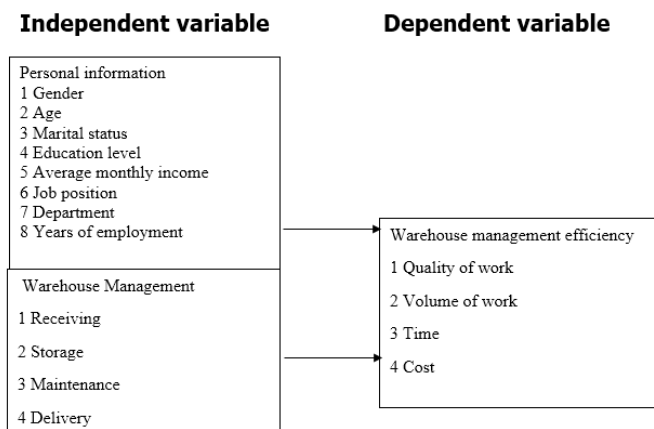 Independent variable
Personal information
1 Gender
2 Age
3 Marital status
4 Education level
5 Average monthly income
6 Job position
7 Department
8 Years of employment
Warehouse Management
1 Receiving
2 Storage
3 Maintenance
4 Delivery
Dependent variable
Warehouse management efficiency
1 Quality of work
2 Volume of work
3 Time
4 Cost